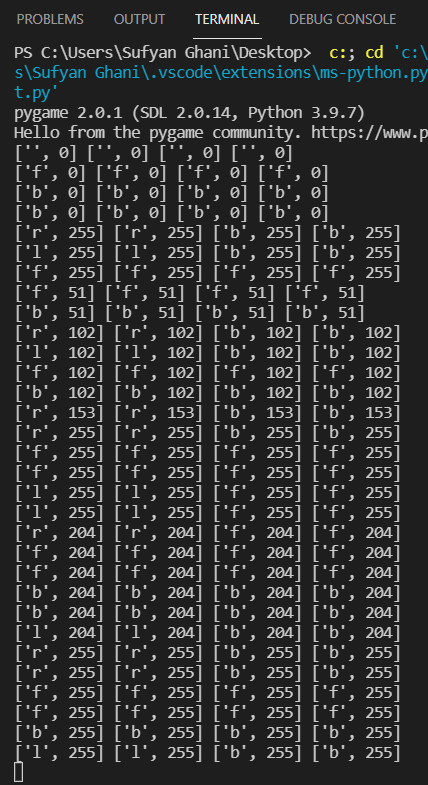 PROBLEMS OUTPUT TERMINAL DEBUG CONSOLE
PS C:\Users\Sufyan Ghani\Desktop>  c:; cd 'c:\
s\Sufyan Ghani\.vscode\extensions\ms-python.py
t.py'
pygame 2.0.1 (SDL 2.0.14, Python 3.9.7)
Hello from the pygame community. https://www.p
['', 0] ['', 0] ['', 0] ['', 0]
['f', 0] ['f', 0] ['f', 0] ['f', 0]
['b', 0] ['b', 0] ['b', 0] ['b', 0]
['b', 0] ['b', 0] ['b', 0] ['b', 0]
['r', 255] ['r', 255] ['b', 255] ['b', 255]
['l', 255] ['l', 255] ['b', 255] ['b', 255]
['f', 255] ['f', 255] ['f', 255] ['f', 255]
['f', 51] ['f', 51] ['f', 51] ['f', 51]
['b', 51] ['b', 51] ['b', 51] ['b', 51]
['r', 102] ['r', 102] ['b', 102] ['b', 102]
['l', 102] ['l', 102] ['b', 102] ['b', 102]
['f', 102] ['f', 102] ['f', 102] ['f', 102]
['b', 102] ['b', 102] ['b', 102] ['b', 102]
['r', 153] ['r', 153] ['b', 153] ['b', 153]
['r', 255] ['r', 255] ['b', 255] ['b', 255]
['f', 255] ['f', 255] ['f', 255] ['f', 255]
['f', 255] ['f', 255] ['f', 255] ['f', 255]
['l', 255] ['l', 255] ['f', 255] ['f', 255]
['l', 255] ['l', 255] ['f', 255] ['f', 255]
['r', 204] ['r', 204] ['f', 204] ['f', 204]
['f', 204] ['f', 204] ['f', 204] ['f', 204]
['f', 204] ['f', 204] ['f', 204] ['f', 204]
['b', 204] ['b', 204] ['b', 204] ['b', 204]
['b', 204] ['b', 204] ['b', 204] ['b', 204]
['l', 204] ['l', 204] ['b', 204] ['b', 204]
['r', 255] ['r', 255] ['b', 255] ['b', 255]
['r', 255] ['r', 255] ['b', 255] ['b', 255]
['f', 255] ['f', 255] ['f', 255] ['f', 255]
['f', 255] ['f', 255] ['f', 255] ['f', 255]
['b', 255] ['b', 255] ['b', 255] ['b', 255]
['l', 255] ['l', 255] ['b', 255] ['b', 255]